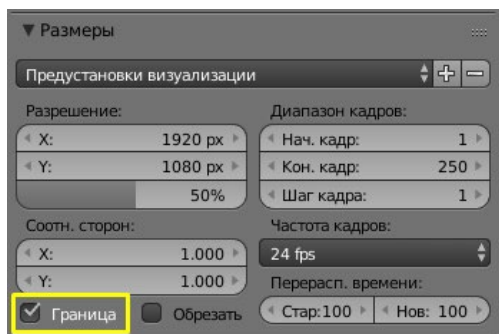 Размеры
Предустановки визуализации
Разрешение: Диапазон кадров:
X: 1920 px Нач. кадр: 1
Y: 1080 px Кон. кадр: 250
50% Шаг кадра: 1
Соотн. сторон: Частота кадров:
X: 1.000 24 fps
Y: 1.000 Перерасп. времени:
Граница Обрезать Стар:100 Нов: 100